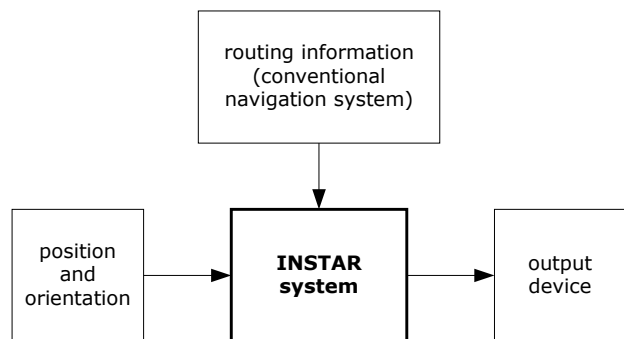 routing information
(conventional
navigation system)
position
and
orientation
INSTAR
system
output
device